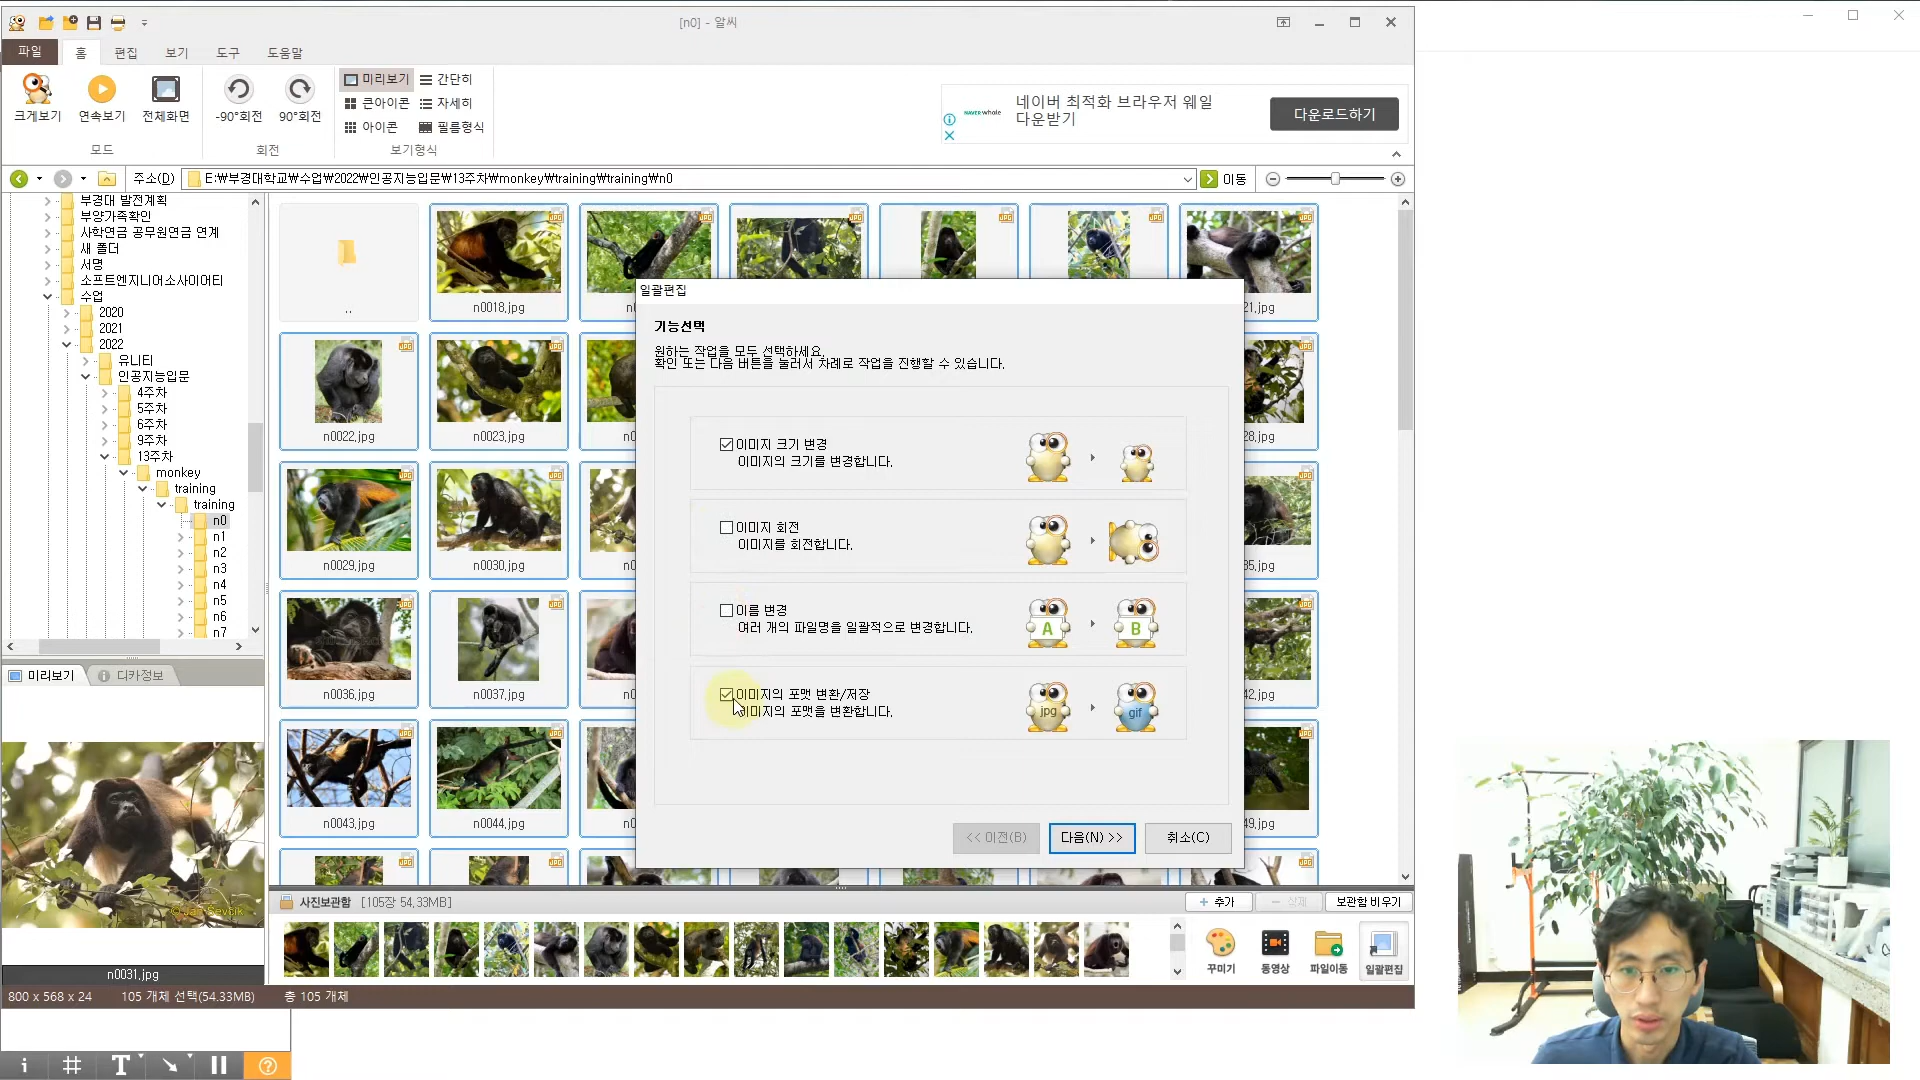 [n0] - 알씨
파일 홈 편집 보기 도구 도움말
크게보기 연속보기 전체화면
모드
-90°회전 90°회전
회전
미리보기 간단히
큰아이콘 자세히
아이콘 필름형식
보기형식
NAVER whale
네이버 최적화 브라우저 웨일
다운받기
다운로드하기
주소(D) E:₩부경대학교₩수업₩2022₩인공지능입문₩13주차₩monkey₩training₩training₩n0
이동
부경대 발전계획
부양가족확인
사학연금 공무원연금 연계
새 폴더
서명
소프트엔지니어소사이어티
수업
2020
2021
2022
유니티
인공지능입문
4주차
5주차
6주차
9주차
13주차
monkey
training
training
n0
n1
n2
n3
n4
n5
n6
n7
..
n0018.jpg
n0022.jpg
n0023.jpg
n0029.jpg
n0030.jpg
n0036.jpg
n0037.jpg
n0043.jpg
n0044.jpg
21.jpg
28.jpg
35.jpg
42.jpg
49.jpg
JPG
일괄편집
기능선택
원하는 작업을 모두 선택하세요.
확인 또는 다음 버튼을 눌러서 차례로 작업을 진행할 수 있습니다.
이미지 크기 변경
이미지의 크기를 변경합니다.
이미지 회전
이미지를 회전합니다.
이름 변경
여러 개의 파일명을 일괄적으로 변경합니다.
A B
이미지의 포맷 변환/저장
이미지의 포맷을 변환합니다.
jpg gif
<< 이전(B) 다음(N) >> 취소(C)
미리보기 디카정보
© Jan Ševčík
n0031.jpg
사진보관함 [105장 54.33MB]
+ 추가 - 삭제 보관함 비우기
꾸미기 동영상 파일이동 일괄편집
800 x 568 x 24 105 개체 선택(54.33MB) 총 105 개체